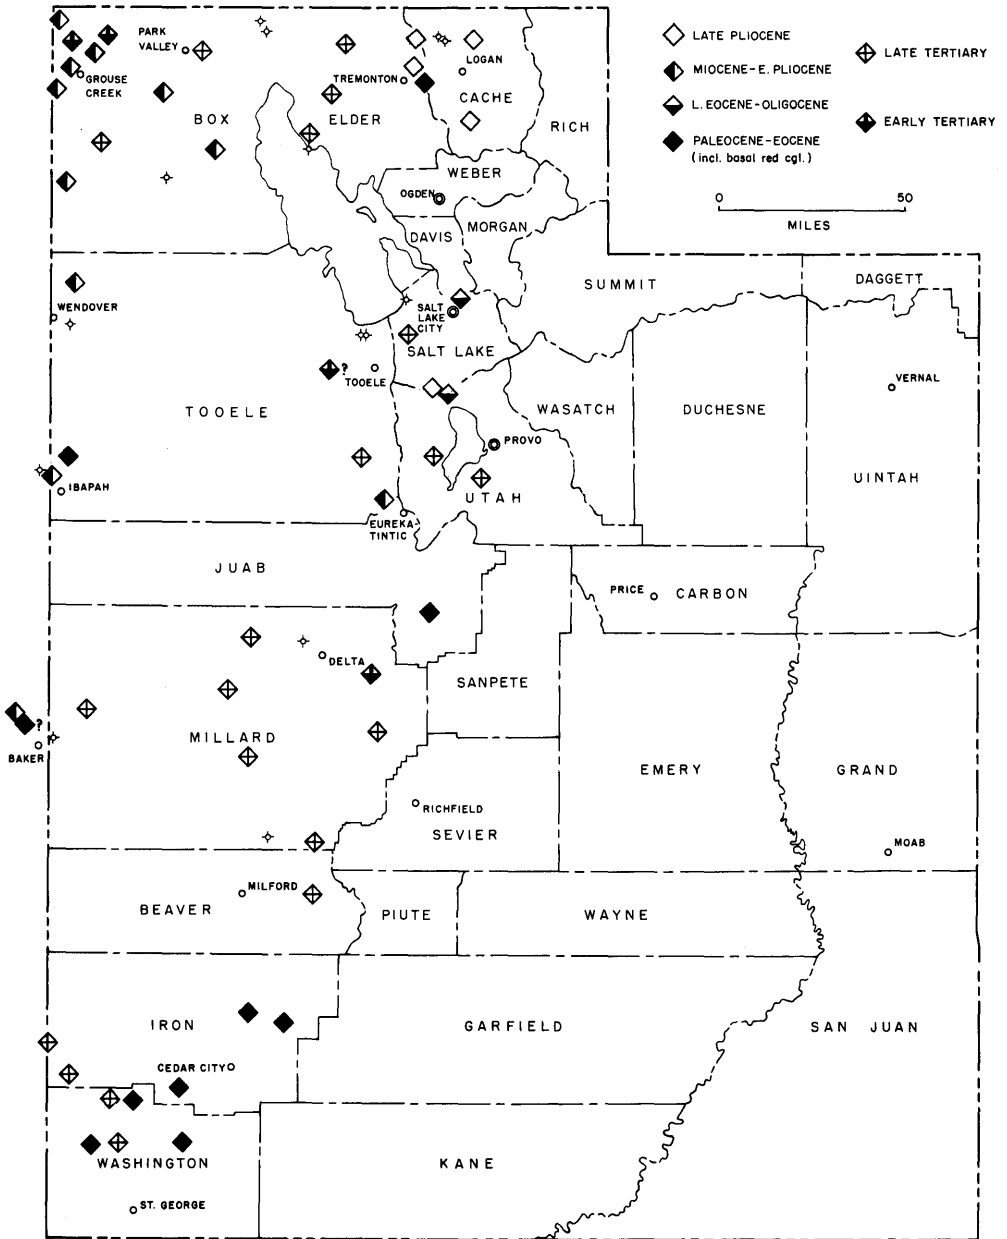 LATE PLIOCENE
MIOCENE-E. PLIOCENE
L. EOCENE-OLIGOCENE
PALEOCENE-EOCENE
(incl. basal red cgl.)
LATE TERTIARY
EARLY TERTIARY
0 50
MILES
PARK
VALLEY
GROUSE
CREEK
TREMONTON
LOGAN
CACHE
BOX ELDER
RICH
WEBER
OGDEN
MORGAN
DAVIS
SUMMIT
DAGGETT
WENDOVER
SALT
LAKE
CITY
SALT LAKE
TOOELE
?
TOOELE
WASATCH
DUCHESNE
VERNAL
PROVO
UINTAH
IBAPAH
UTAH
EUREKA-
TINTIC
JUAB
PRICE
CARBON
DELTA
SANPETE
?
BAKER
MILLARD
EMERY
GRAND
RICHFIELD
SEVIER
MOAB
MILFORD
BEAVER
PIUTE
WAYNE
IRON
GARFIELD
SAN JUAN
CEDAR CITY
WASHINGTON
KANE
ST. GEORGE